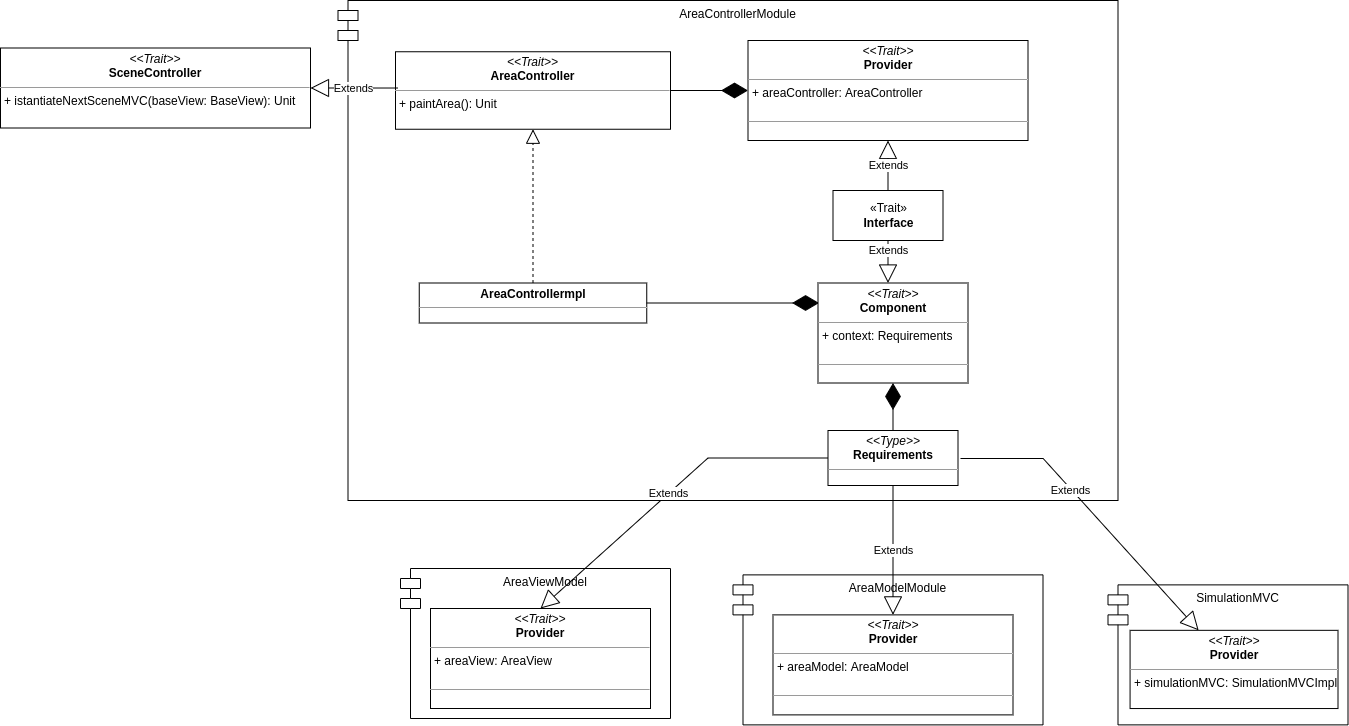 AreaControllerModule
<<Trait>>
SceneController
+ istantiateNextSceneMVC(baseView: BaseView): Unit
Extends
<<Trait>>
AreaController
+ paintArea(): Unit
<<Trait>>
Provider
+ areaController: AreaController
Extends
«Trait»
Interface
Extends
AreaControllermpl
<<Trait>>
Component
+ context: Requirements
<<Type>>
Requirements
Extends
Extends
Extends
AreaViewModel
<<Trait>>
Provider
+ areaView: AreaView
AreaModelModule
<<Trait>>
Provider
+ areaModel: AreaModel
SimulationMVC
<<Trait>>
Provider
+ simulationMVC: SimulationMVCImpl